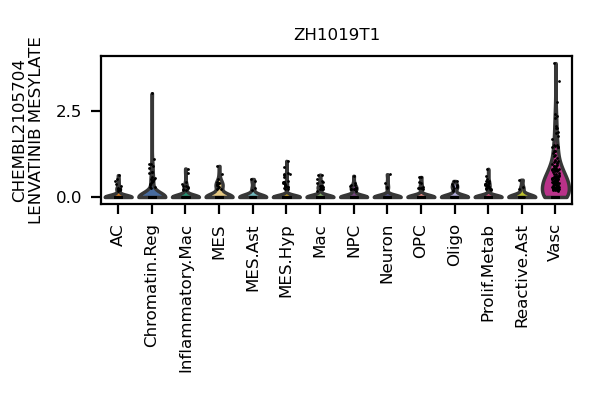 ZH1019T1
CHEMBL2105704
LENVATINIB MESYLATE
2.5
0.0
AC
Chromatin.Reg
Inflammatory.Mac
MES
MES.Ast
MES.Hyp
Mac
NPC
Neuron
OPC
Oligo
Prolif.Metab
Reactive.Ast
Vasc